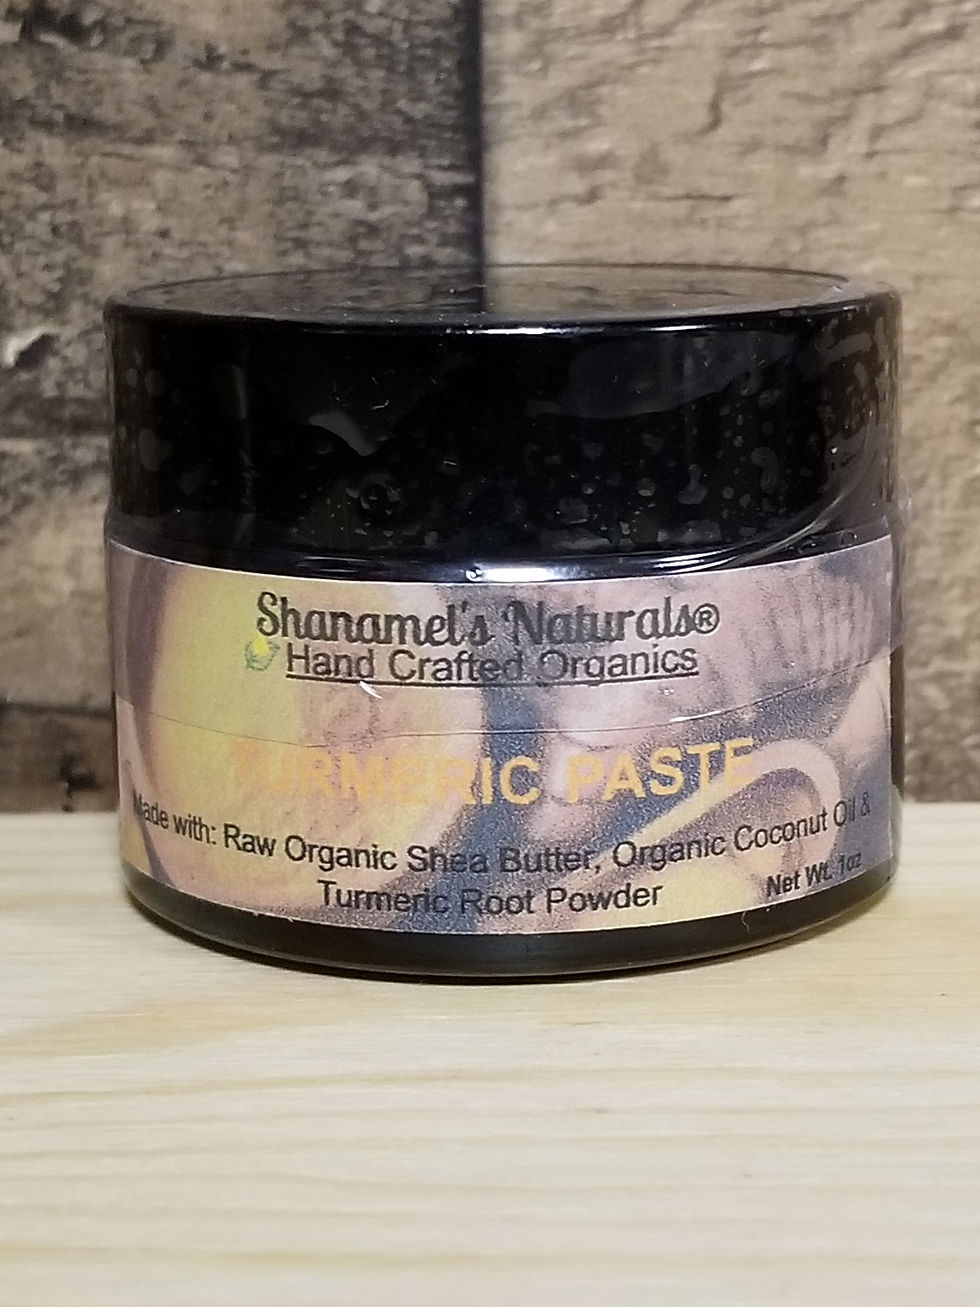 Shanamel's Naturals®
Hand Crafted Organics
TURMERIC PASTE
Made with: Raw Organic Shea Butter, Organic Coconut Oil &
Turmeric Root Powder
Net Wt. 1oz